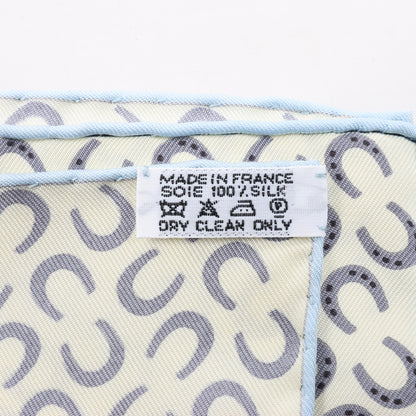 MADE IN FRANCE
SOIE 100% SILK
P
DRY CLEAN ONLY